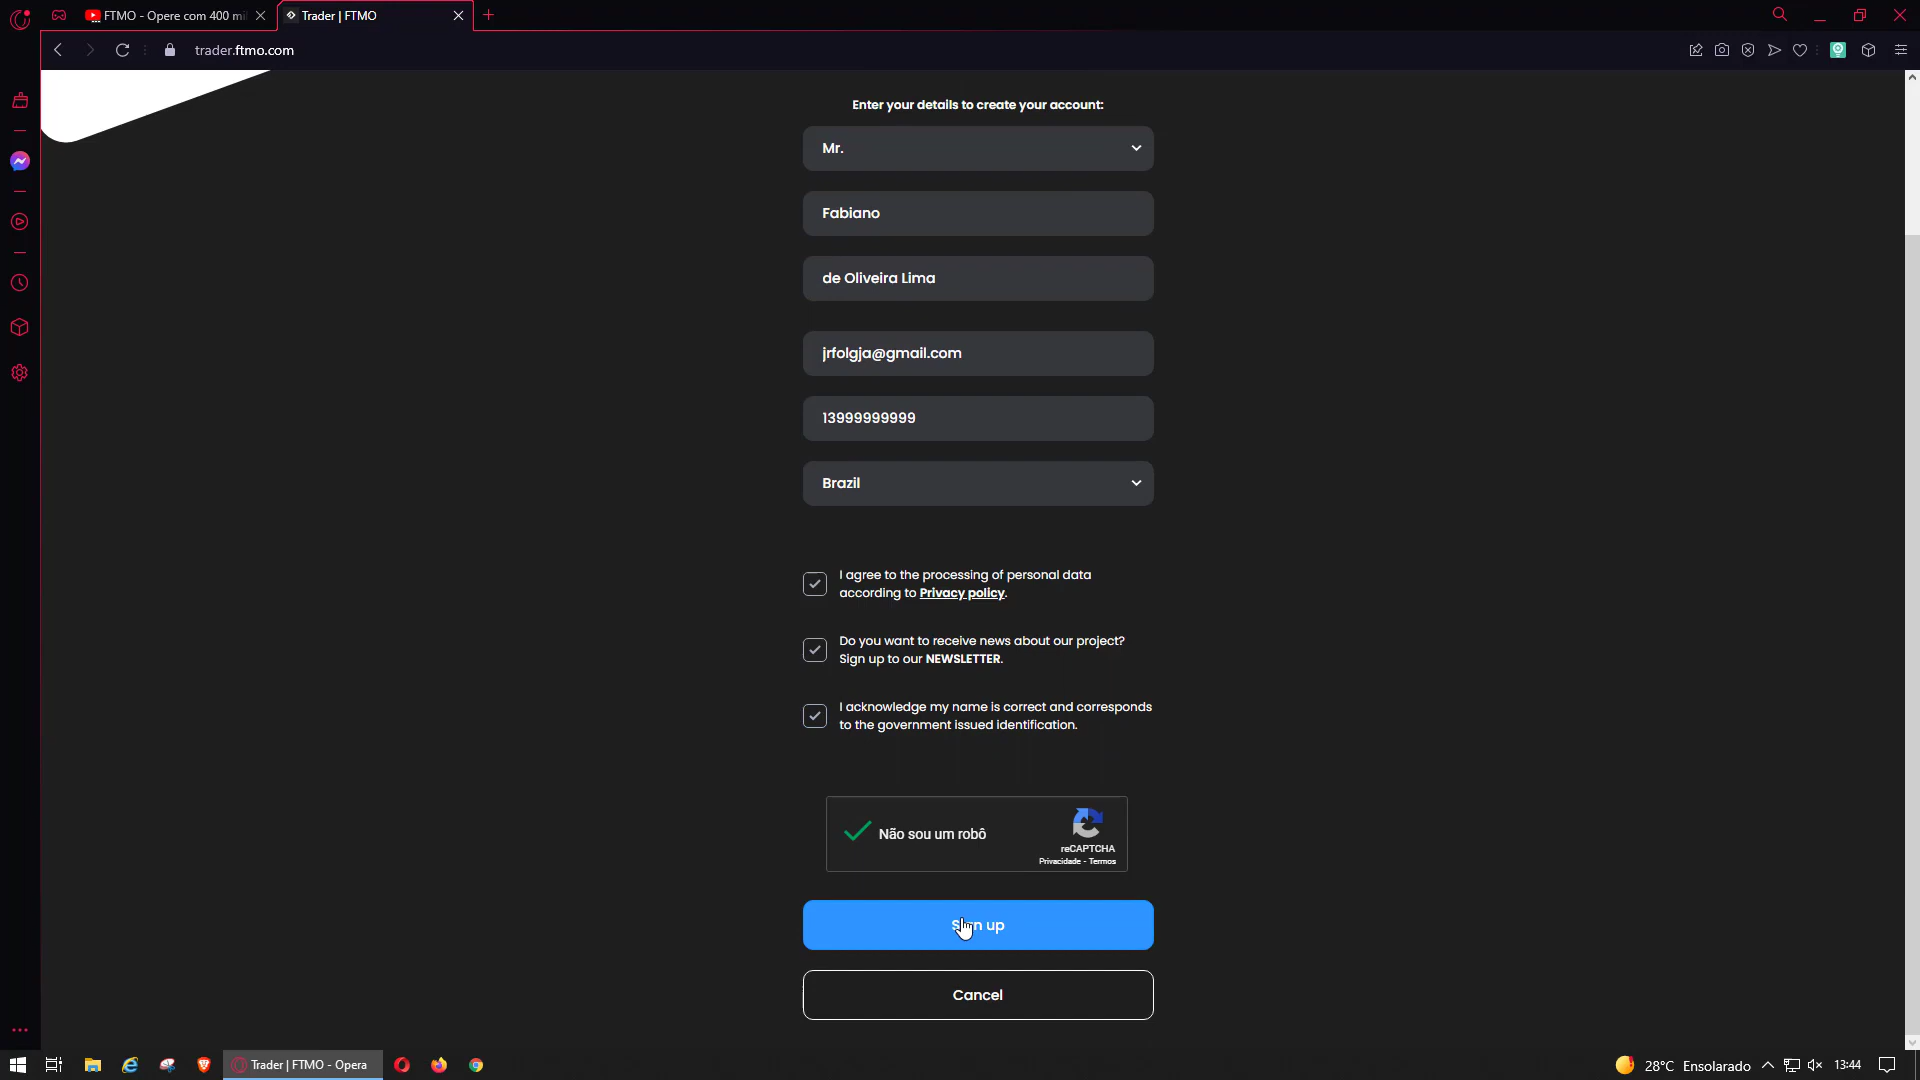 FTMO - Opere com 400 mi
Trader | FTMO
trader.ftmo.com
Enter your details to create your account:
Mr.
Fabiano
de Oliveira Lima
jrfolgja@gmail.com
13999999999
Brazil
I agree to the processing of personal data
according to Privacy policy.
Do you want to receive news about our project?
Sign up to our NEWSLETTER.
I acknowledge my name is correct and corresponds
to the government issued identification.
Não sou um robô
reCAPTCHA
Privacidade - Termos
Sign up
Cancel
Trader | FTMO - Opera
28°C Ensolarado
13:44